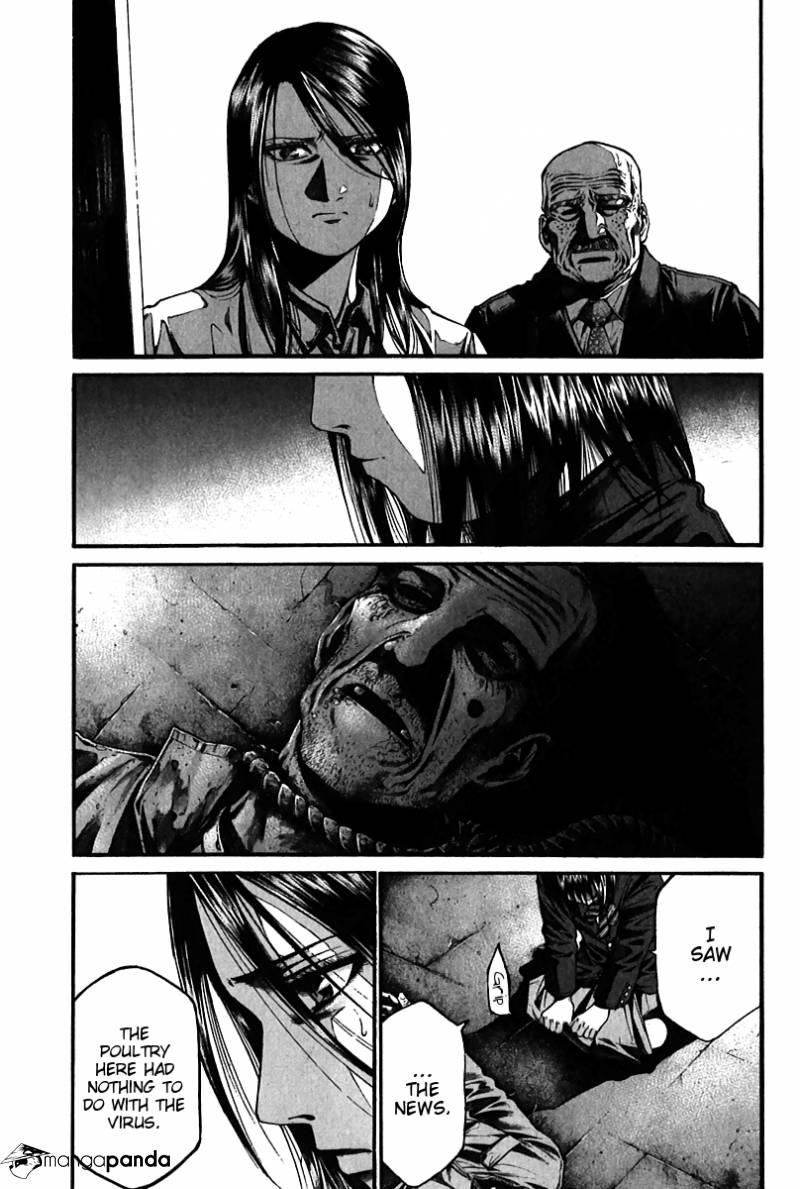 I
SAW
...
Grip
...
THE
NEWS.
THE
POULTRY
HERE HAD
NOTHING TO
DO WITH THE
VIRUS.
mangapanda